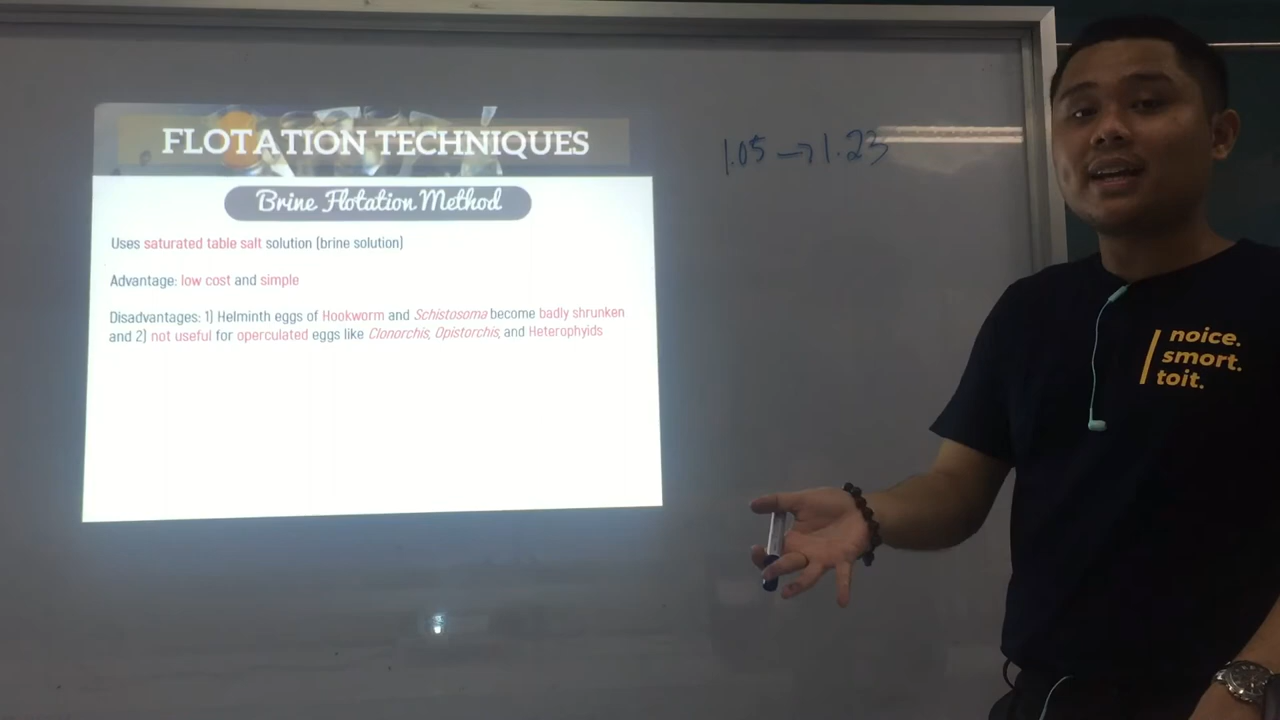 FLOTATION TECHNIQUES
Brine Flotation Method
Uses saturated table salt solution (brine solution)
Advantage: low cost and simple
Disadvantages: 1) Helminth eggs of Hookworm and Schistosoma become badly shrunken
and 2) not useful for operculated eggs like Clonorchis, Opistorchis, and Heterophyids
1.05 → 1.23
noice.
smort.
toit.